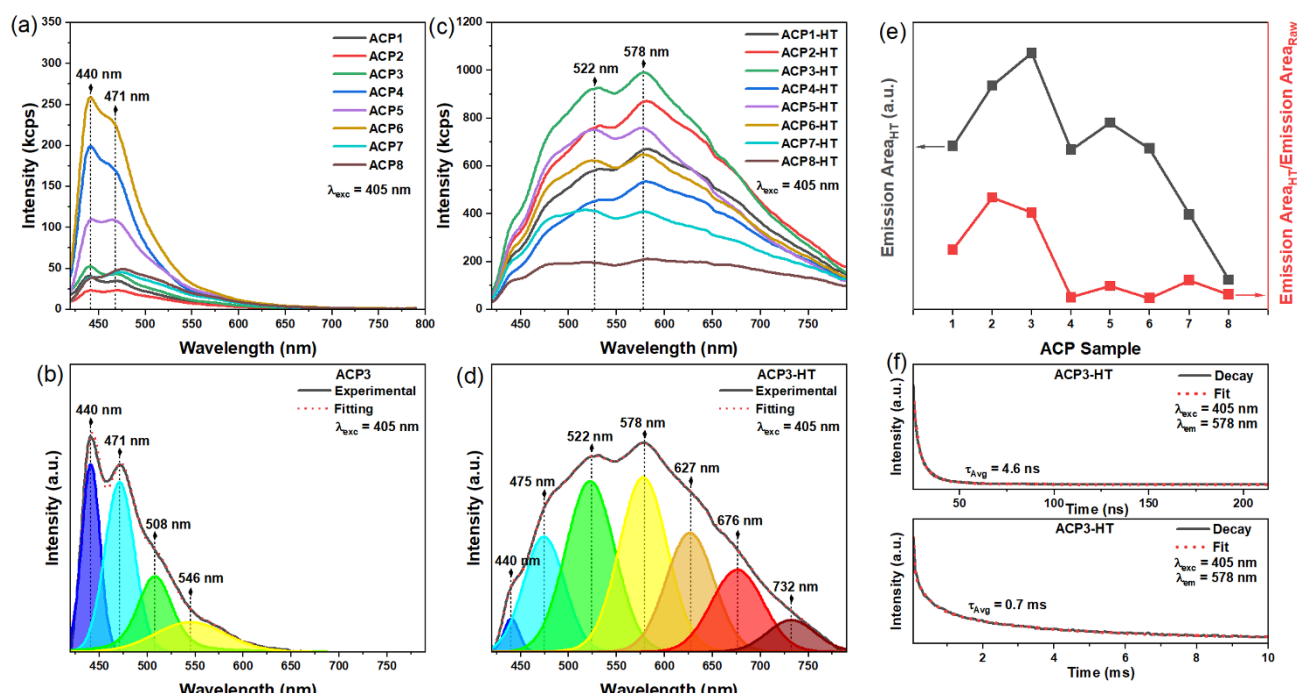 (a)
350
300
250
200
150
100
50
0
Intensity (kcps)
440 nm
471 nm
ACP1
ACP2
ACP3
ACP4
ACP5
ACP6
ACP7
ACP8
λexc = 405 nm
450 500 550 600 650 700 750 790
Wavelength (nm)
(c)
1200
1000
800
600
400
200
0
Intensity (kcps)
522 nm
578 nm
ACP1-HT
ACP2-HT
ACP3-HT
ACP4-HT
ACP5-HT
ACP6-HT
ACP7-HT
ACP8-HT
λexc = 405 nm
450 500 550 600 650 700 750
Wavelength (nm)
(e)
Emission AreaHT (a.u.)
Emission AreaHT/Emission AreaRaw
1 2 3 4 5 6 7 8
ACP Sample
(b)
ACP3
Experimental
Fitting
λexc = 405 nm
440 nm
471 nm
508 nm
546 nm
Intensity (a.u.)
450 500 550 600 650 700 750
Wavelength (nm)
(d)
ACP3-HT
Experimental
Fitting
λexc = 405 nm
440 nm
475 nm
522 nm
578 nm
627 nm
676 nm
732 nm
Intensity (a.u.)
450 500 550 600 650 700 750
Wavelength (nm)
(f)
ACP3-HT
Decay
Fit
λexc = 405 nm
λem = 578 nm
τAvg = 4.6 ns
Intensity (a.u.)
50 100 150 200
Time (ns)
ACP3-HT
Decay
Fit
λexc = 405 nm
λem = 578 nm
τAvg = 0.7 ms
Intensity (a.u.)
2 4 6 8 10
Time (ms)